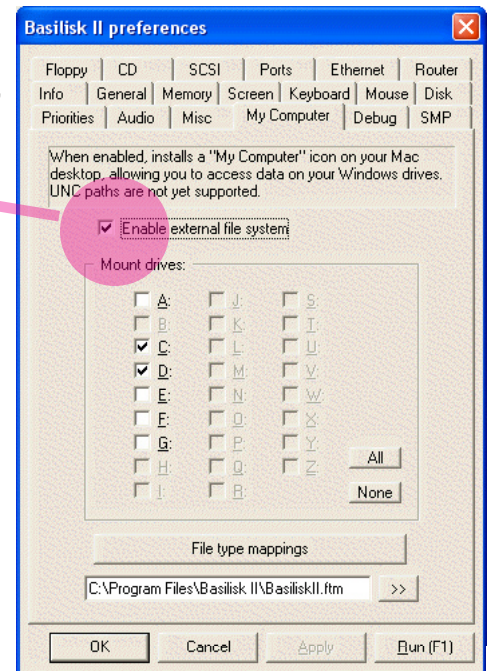 Basilisk II preferences
Floppy CD SCSI Ports Ethernet Router
Info General Memory Screen Keyboard Mouse Disk
Priorities Audio Misc My Computer Debug SMP
When enabled, installs a "My Computer" icon on your Mac
desktop, allowing you to access data on your Windows drives.
UNC paths are not yet supported.
Enable external file system
Mount drives:
A: J: S:
B: K: T:
C: L: U:
D: M: V:
E: N: W:
F: O: X
G: P: Y
H: Q: Z
I: R:
All
None
File type mappings
C:\Program Files\Basilisk II\BasiliskII.ftm >>
OK Cancel Apply Run (F1)